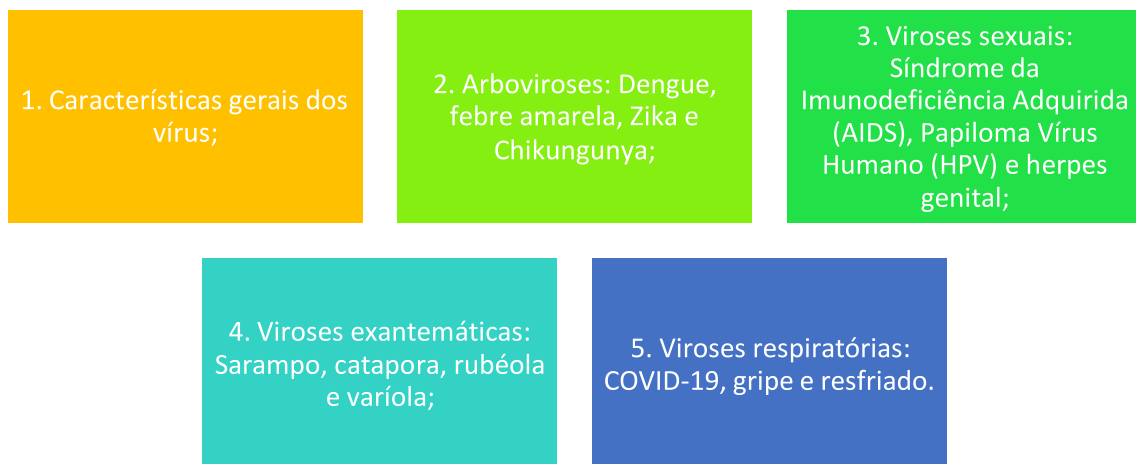 1. Características gerais dos
vírus;
2. Arboviroses: Dengue,
febre amarela, Zika e
Chikungunya;
3. Viroses sexuais:
Síndrome da
Imunodeficiência Adquirida
(AIDS), Papiloma Vírus
Humano (HPV) e herpes
genital;
4. Viroses exantemáticas:
Sarampo, catapora, rubéola
e varíola;
5. Viroses respiratórias:
COVID-19, gripe e resfriado.